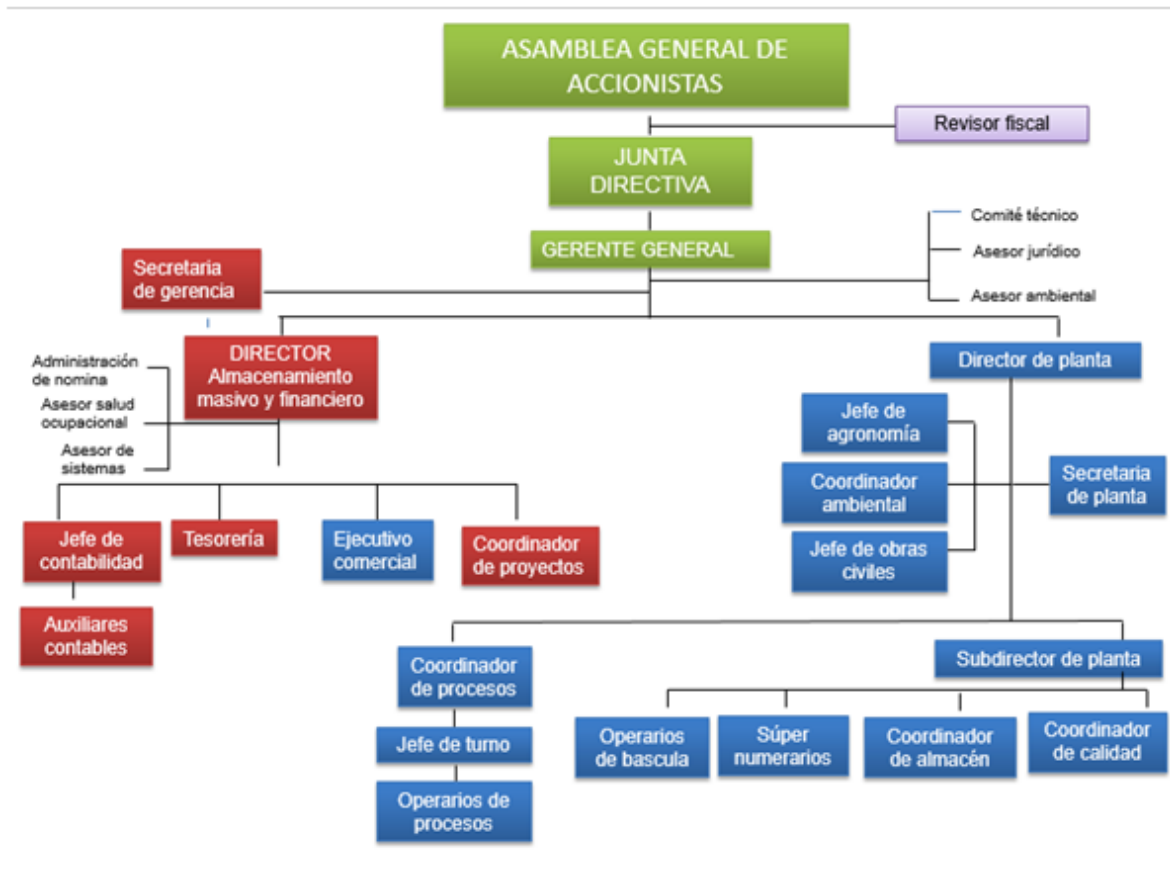 ASAMBLEA GENERAL DE
ACCIONISTAS
Revisor fiscal
JUNTA
DIRECTIVA
Comité técnico
GERENTE GENERAL
Asesor jurídico
Secretaria
de gerencia
Asesor ambiental
DIRECTOR
Almacenamiento
masivo y financiero
Administración
de nomina
Asesor salud
ocupacional
Asesor de
sistemas
Director de planta
Jefe de
agronomía
Coordinador
ambiental
Secretaria
de planta
Jefe de obras
civiles
Jefe de
contabilidad
Tesorería
Ejecutivo
comercial
Coordinador
de proyectos
Auxiliares
contables
Coordinador
de procesos
Subdirector de planta
Jefe de turno
Operarios
de bascula
Súper
numerarios
Coordinador
de almacén
Coordinador
de calidad
Operarios de
procesos